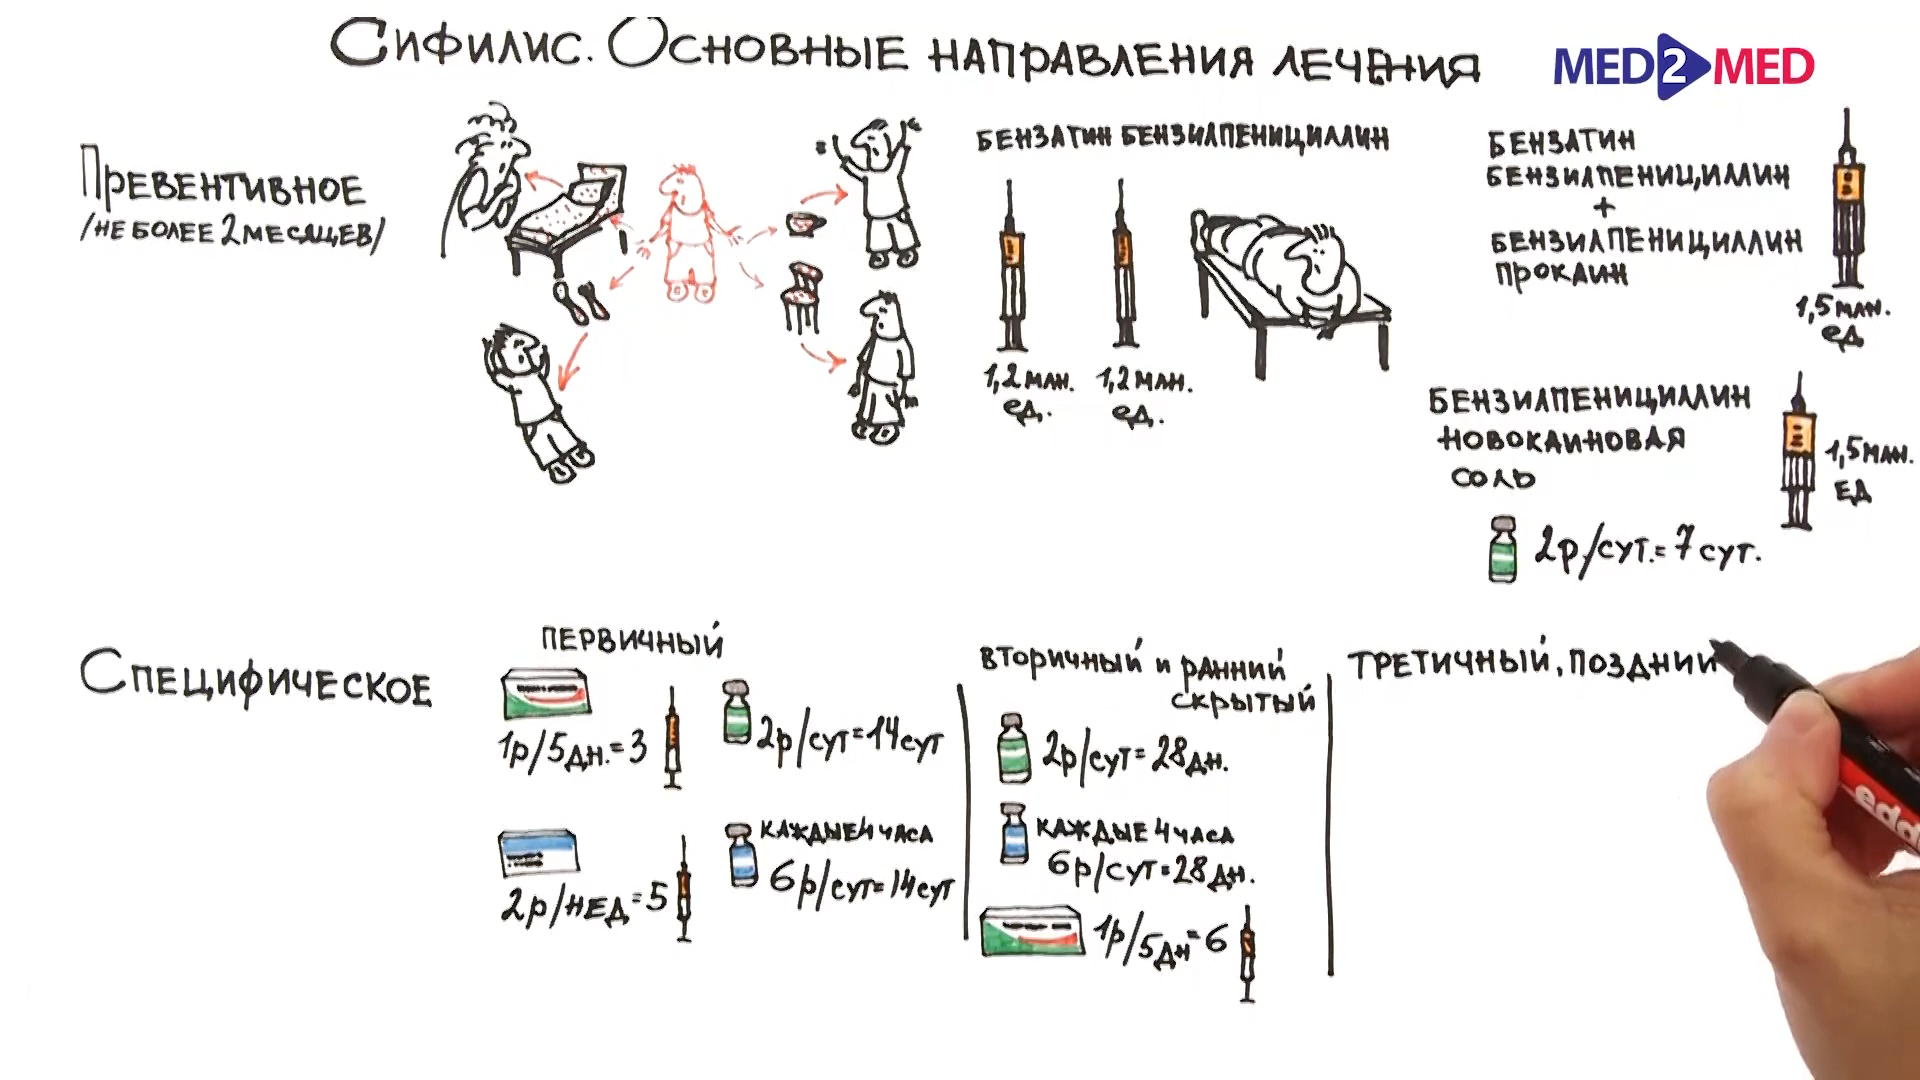 Сифилис. Основные направления лечения
MED2MED
Превентивное
/не более 2 месяцев/
Бензатин бензилпенициллин
1,2 млн. ед.
1,2 млн. ед.
Бензатин
бензилпенициллин
+
Бензилпенициллин
прокаин
1,5 млн.
ед
Бензилпенициллин
новокаиновая
соль
1,5 млн.
ед
2р/сут.=7сут.
Специфическое
первичный
1р/5дн.=3
2р/сут=14сут
2р/нед=5
каждые 4 часа
6р/сут=14сут
вторичный и ранний
скрытый
2р/сут=28дн.
каждые 4 часа
6р/сут=28дн.
1р/5дн=6
третичный, поздний
edd